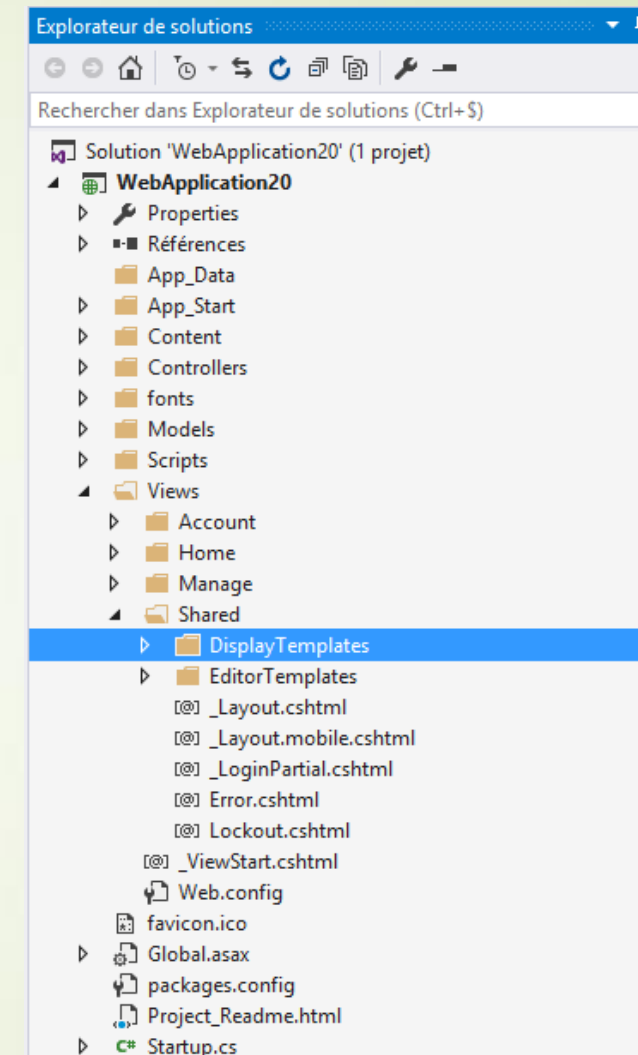 Explorateur de solutions
Rechercher dans Explorateur de solutions (Ctrl+$)
Solution 'WebApplication20' (1 projet)
WebApplication20
Properties
Références
App_Data
App_Start
Content
Controllers
fonts
Models
Scripts
Views
Account
Home
Manage
Shared
DisplayTemplates
EditorTemplates
[@] _Layout.cshtml
[@] _Layout.mobile.cshtml
[@] _LoginPartial.cshtml
[@] Error.cshtml
[@] Lockout.cshtml
[@] _ViewStart.cshtml
Web.config
favicon.ico
Global.asax
packages.config
Project_Readme.html
C# Startup.cs